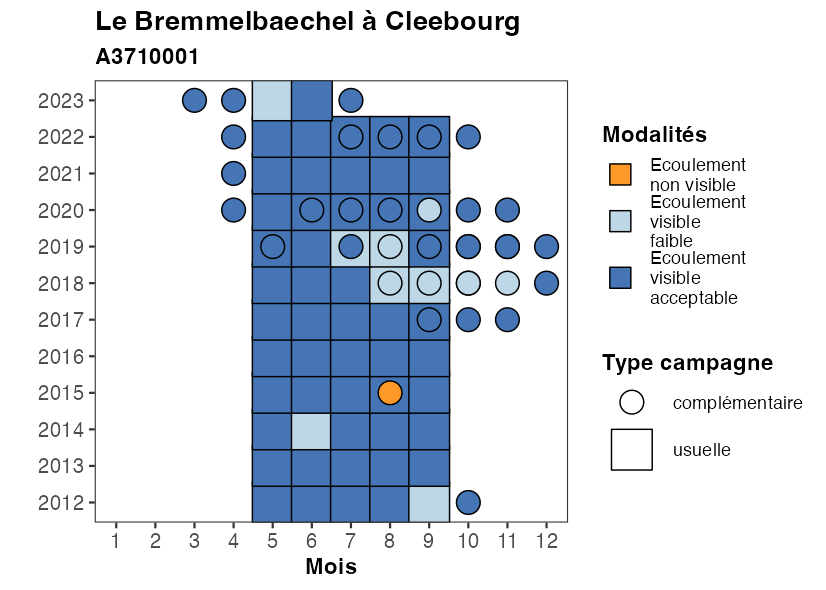 Le Bremmelbaechel à Cleebourg
A3710001
2023
2022
2021
2020
2019
2018
2017
2016
2015
2014
2013
2012
1 2 3 4 5 6 7 8 9 10 11 12
Mois
Modalités
Ecoulement
non visible
Ecoulement
visible
faible
Ecoulement
visible
acceptable
Type campagne
complémentaire
usuelle